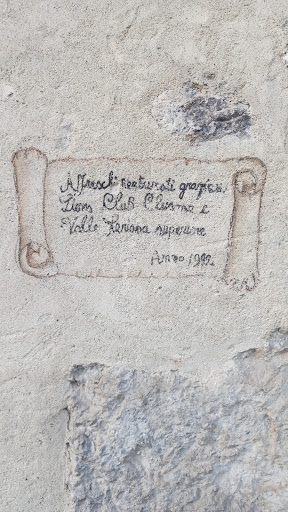 Affreschi restaurati grazie a
Lions Club Clusone e
Valle Seriana superiore
Anno 1992